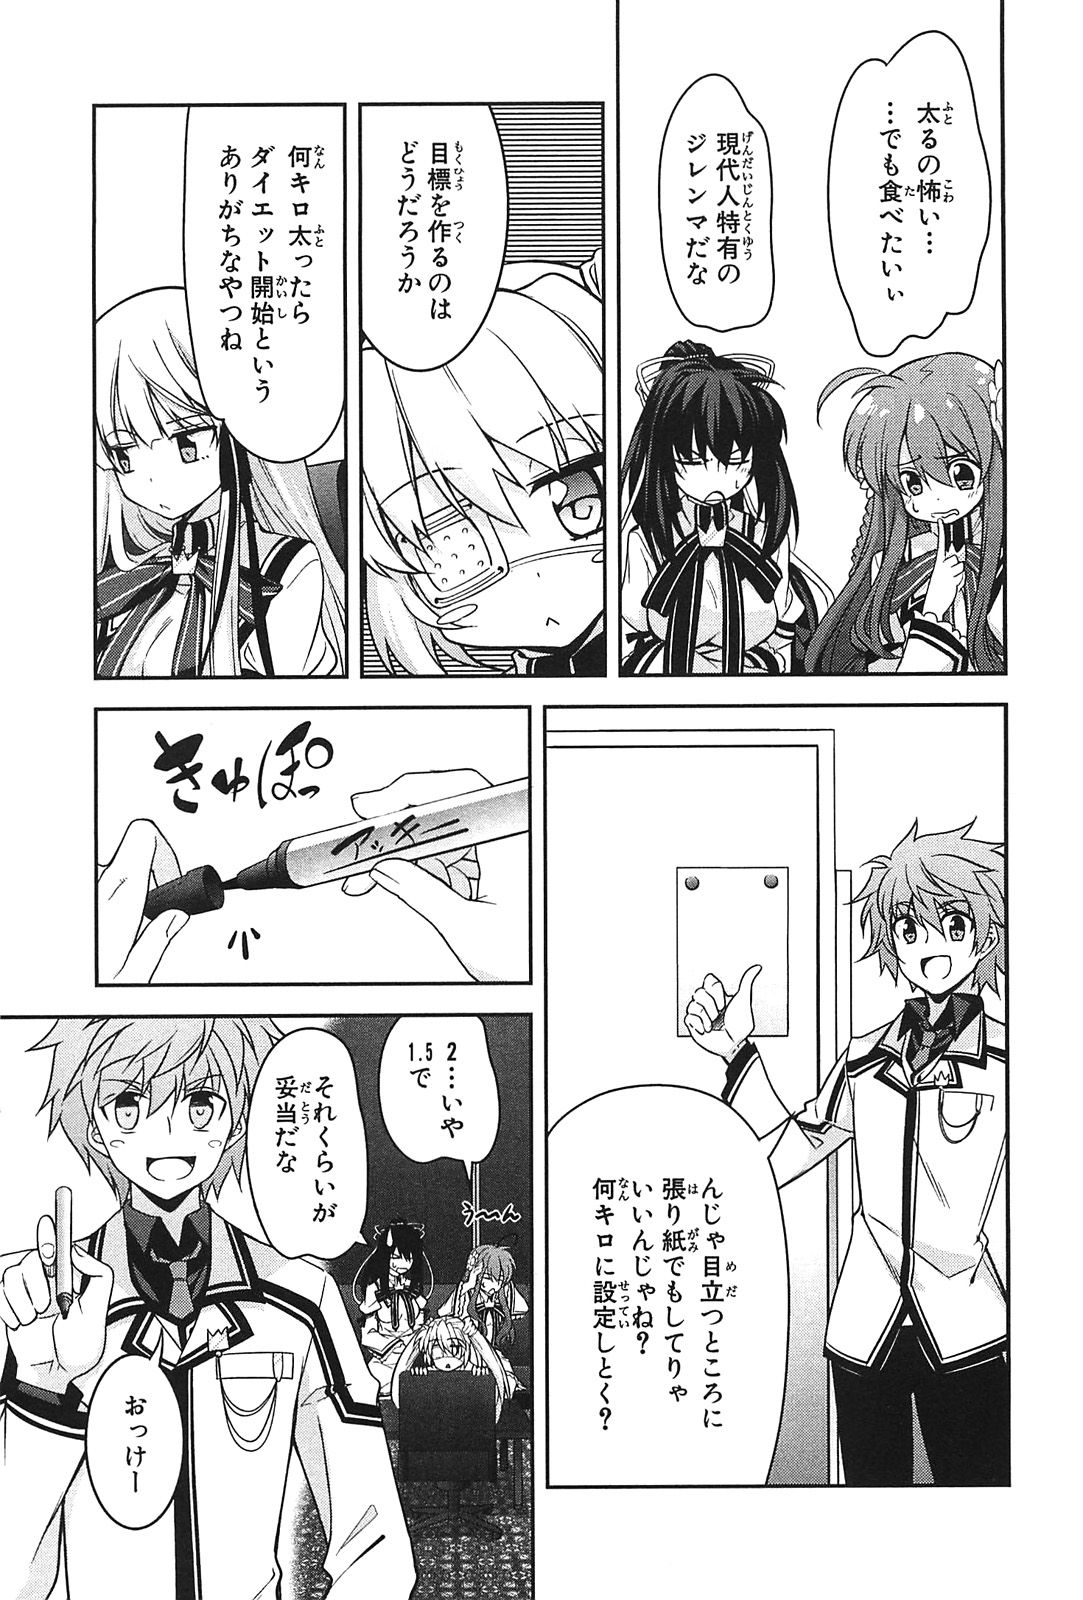 太るの怖い…
…でも食べたいぃ
現代人特有の
ジレンマだな
目標を作るのは
どうだろうか
何キロ太ったら
ダイエット開始という
ありがちなやつね
んじゃ目立つところに
張り紙でもしてりゃ
いいんじゃね?
何キロに設定しとく?
きゅぽっ
アッキー
2…いや
1.5で
う~ん
それくらいが
妥当だな
おっけー